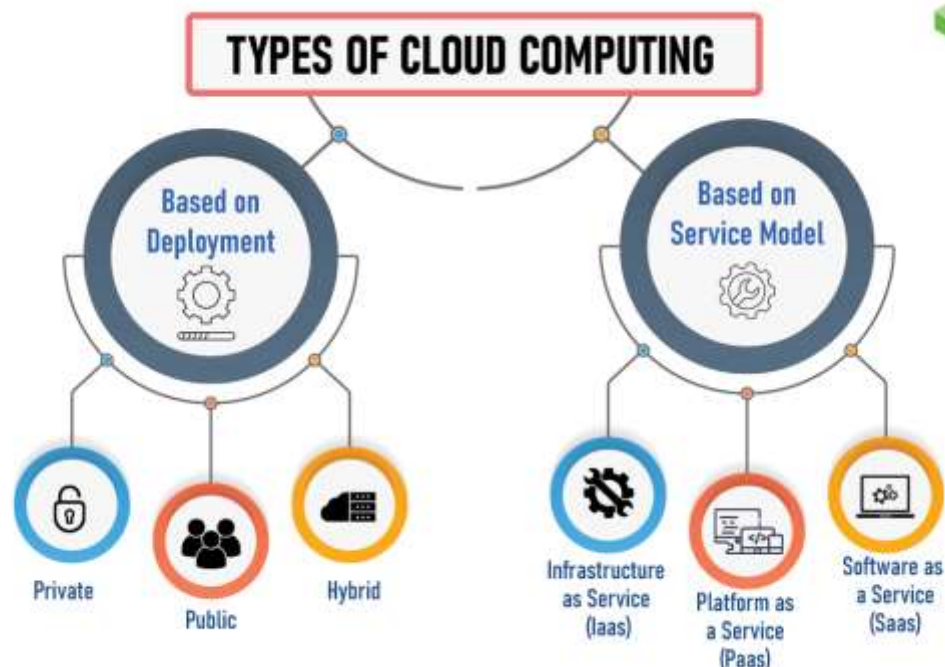 TYPES OF CLOUD COMPUTING
Based on
Deployment
Based on
Service Model
Private
Public
Hybrid
Infrastructure
as Service
(Iaas)
Platform as
a Service
(Paas)
Software as
a Service
(Saas)